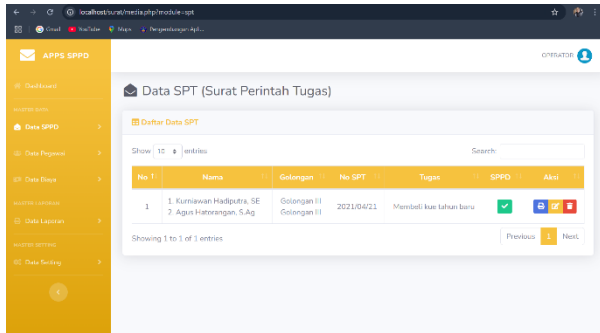 localhost/surat/media.php?module=spt
Gmail YouTube Maps
APPS SPPD
OPERATOR
Dashboard
MASTER DATA
Data SPPD
Data Pegawai
Data Biaya
MASTER LAPORAN
Data Laporan
MASTER SETTING
Data Setting
Data SPT (Surat Perintah Tugas)
Daftar Data SPT
Show 10 entries
Search:
No Nama Golongan No SPT Tugas SPPD Aksi
1 1. Kurniawan Hadiputra, SE Golongan III 2021/04/21 Membeli kue tahun baru
2. Agus Hatorangan, S.Ag Golongan III
Showing 1 to 1 of 1 entries
Previous 1 Next